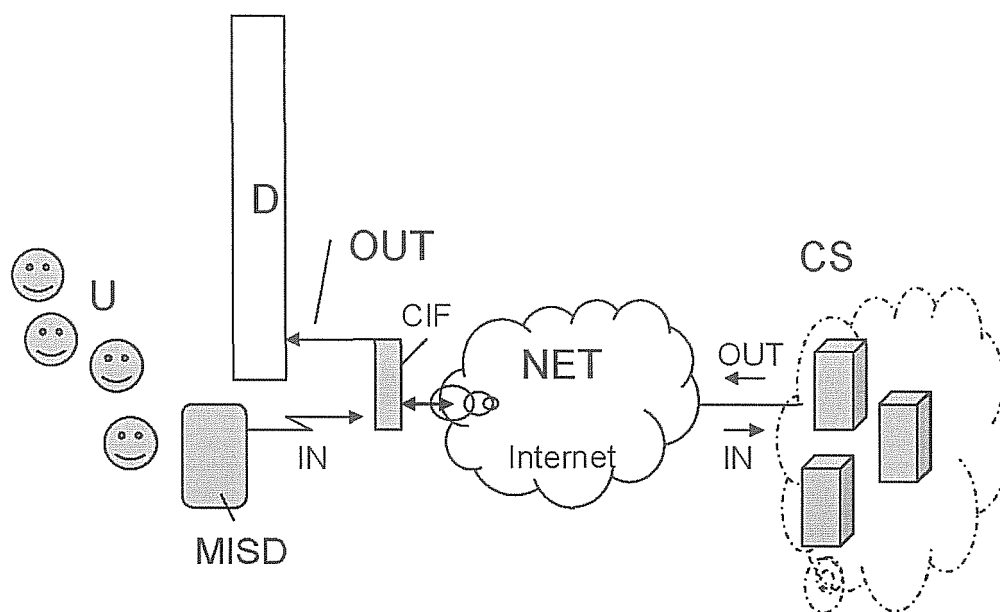 D
OUT
CS
U
CIF
NET
OUT
IN
Internet
IN
MISD